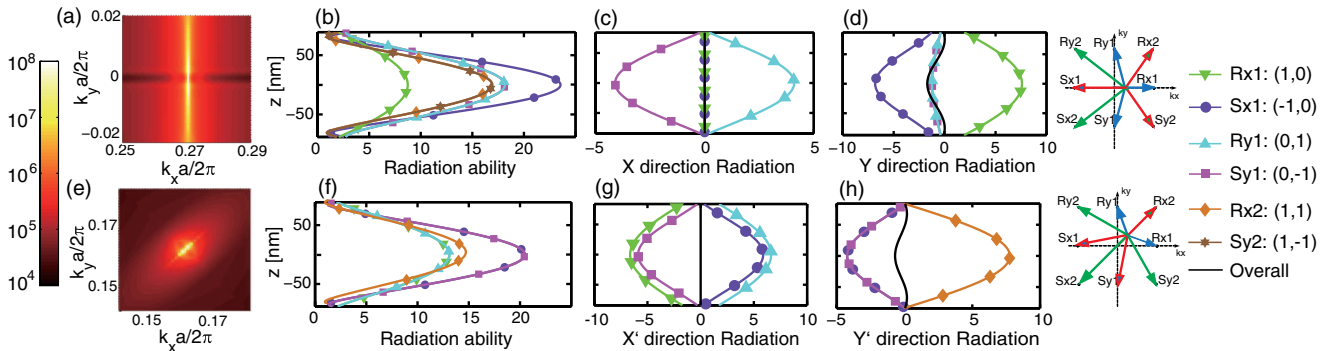 (a)
10^8
10^7
10^6
10^5
10^4
k_y a/2π
0.02
0
−0.02
0.25
0.27
0.29
k_x a/2π
(b)
z [nm]
50
0
−50
0
5
10
15
20
Radiation ability
(c)
−5
0
5
X direction Radiation
(d)
−10
−5
0
5
10
Y direction Radiation
ky
Ry2
Ry1
Rx2
Sx1
Rx1
kx
Sx2
Sy1
Sy2
(e)
k_y a/2π
0.17
0.15
0.15
0.17
k_x a/2π
(f)
z [nm]
50
0
−50
0
5
10
15
20
Radiation ability
(g)
−10
−5
0
5
10
X‘ direction Radiation
(h)
−5
0
5
10
Y‘ direction Radiation
ky
Ry2
Ry1
Rx2
Sx1
Rx1
kx
Sx2
Sy1
Sy2
Rx1: (1,0)
Sx1: (-1,0)
Ry1: (0,1)
Sy1: (0,-1)
Rx2: (1,1)
Sy2: (1,-1)
Overall